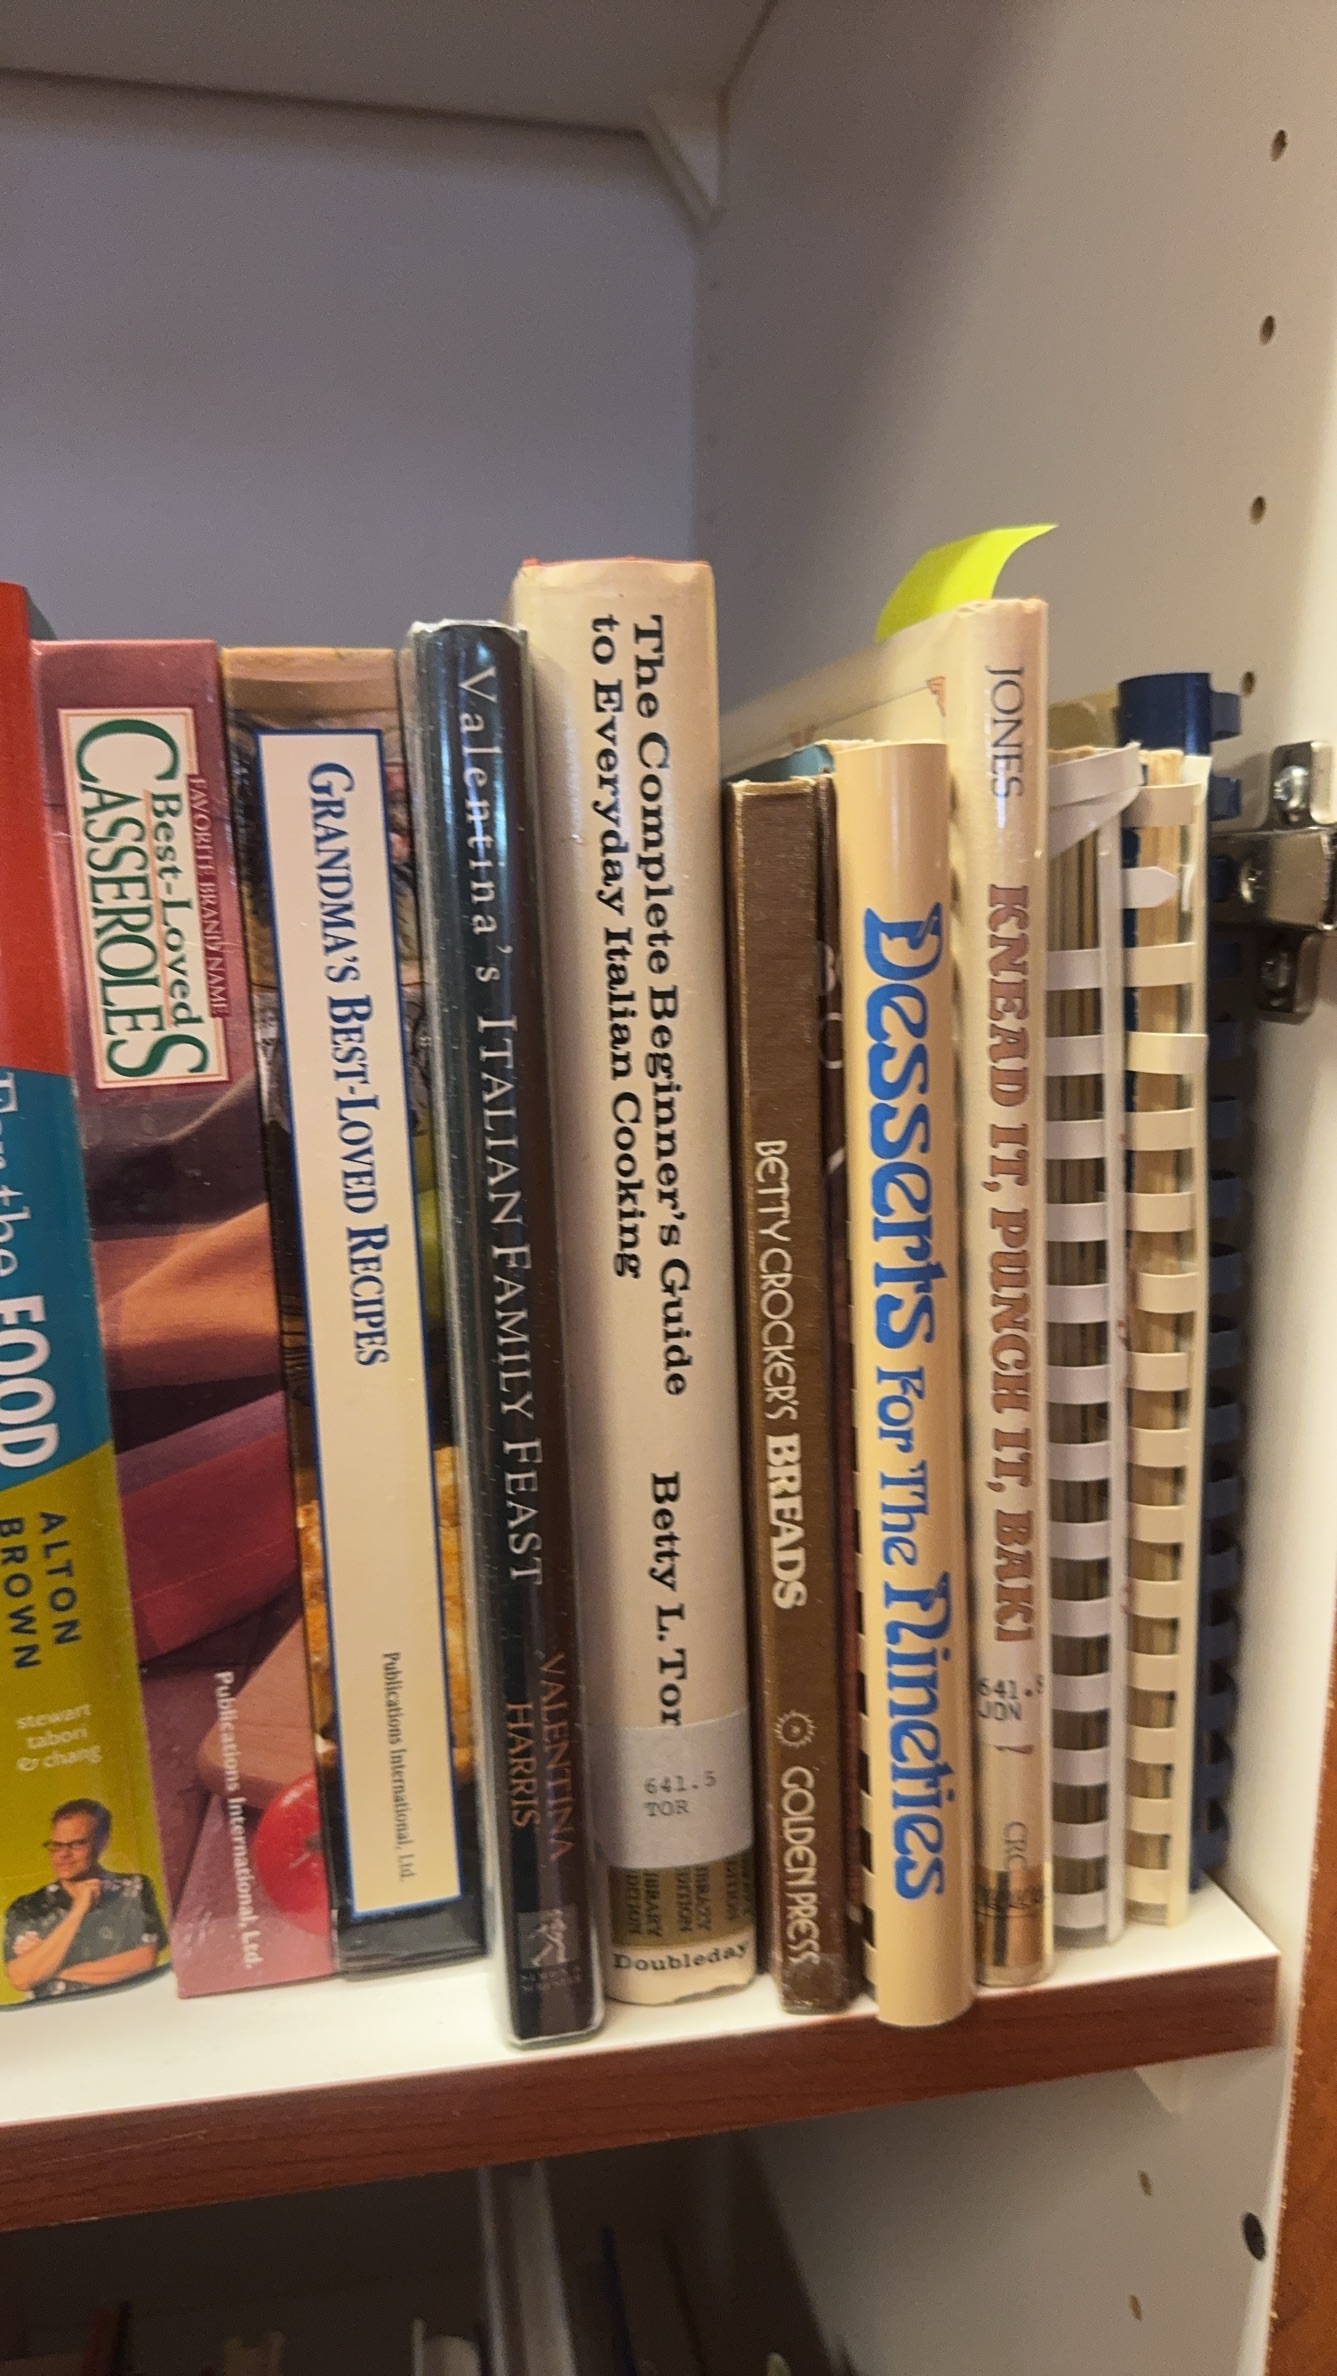 the FOOD
ALTON
BROWN
stewart
tabori
& chang
FAVORITE BRAND NAME
Best-Loved
CASSEROLES
Publications International, Ltd.
GRANDMA'S BEST-LOVED RECIPES
Publications International, Ltd.
Valentina's ITALIAN FAMILY FEAST
VALENTINA
HARRIS
The Complete Beginner's Guide
to Everyday Italian Cooking
Betty L. Tor
641.5
TOR
Doubleday
BETTY CROCKER'S BREADS
GOLDEN PRESS
Desserts For The Nineties
JONES
KNEAD IT, PUNCH IT, BAKE
641.8
JON